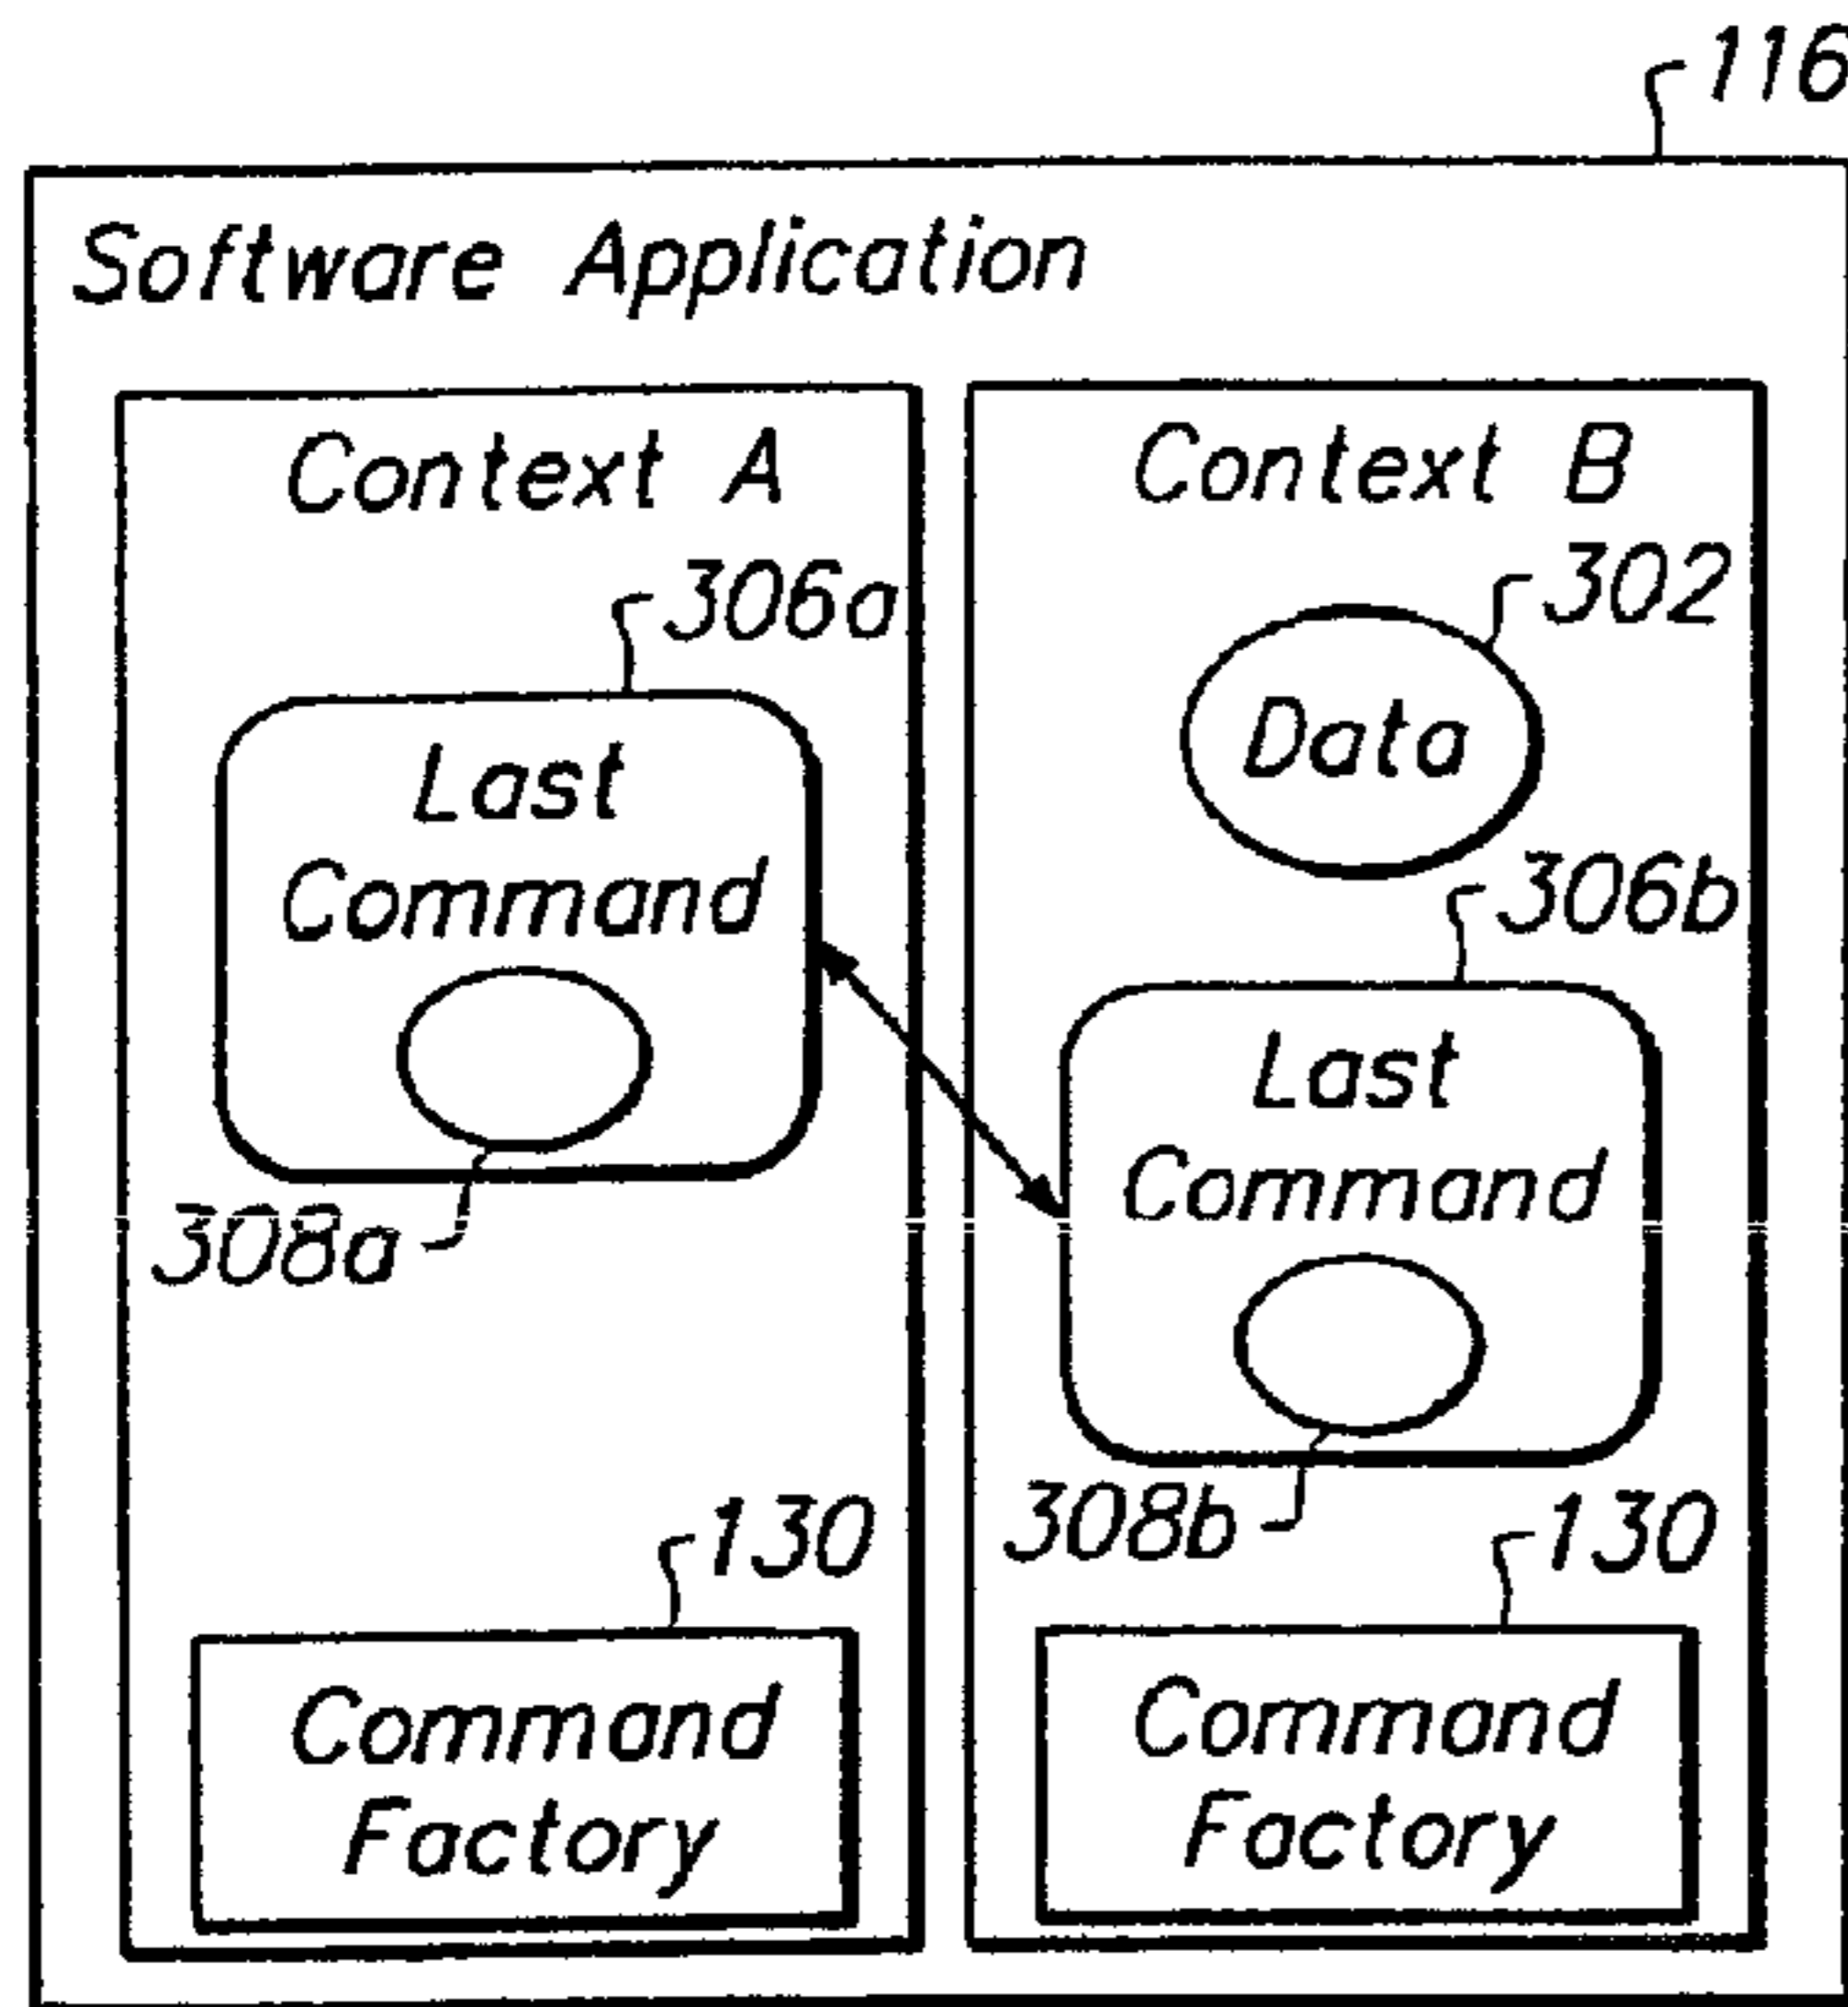 116
Software Application
Context A
306a
Last
Command
308a
130
Command
Factory
Context B
302
Data
306b
Last
Command
308b
130
Command
Factory